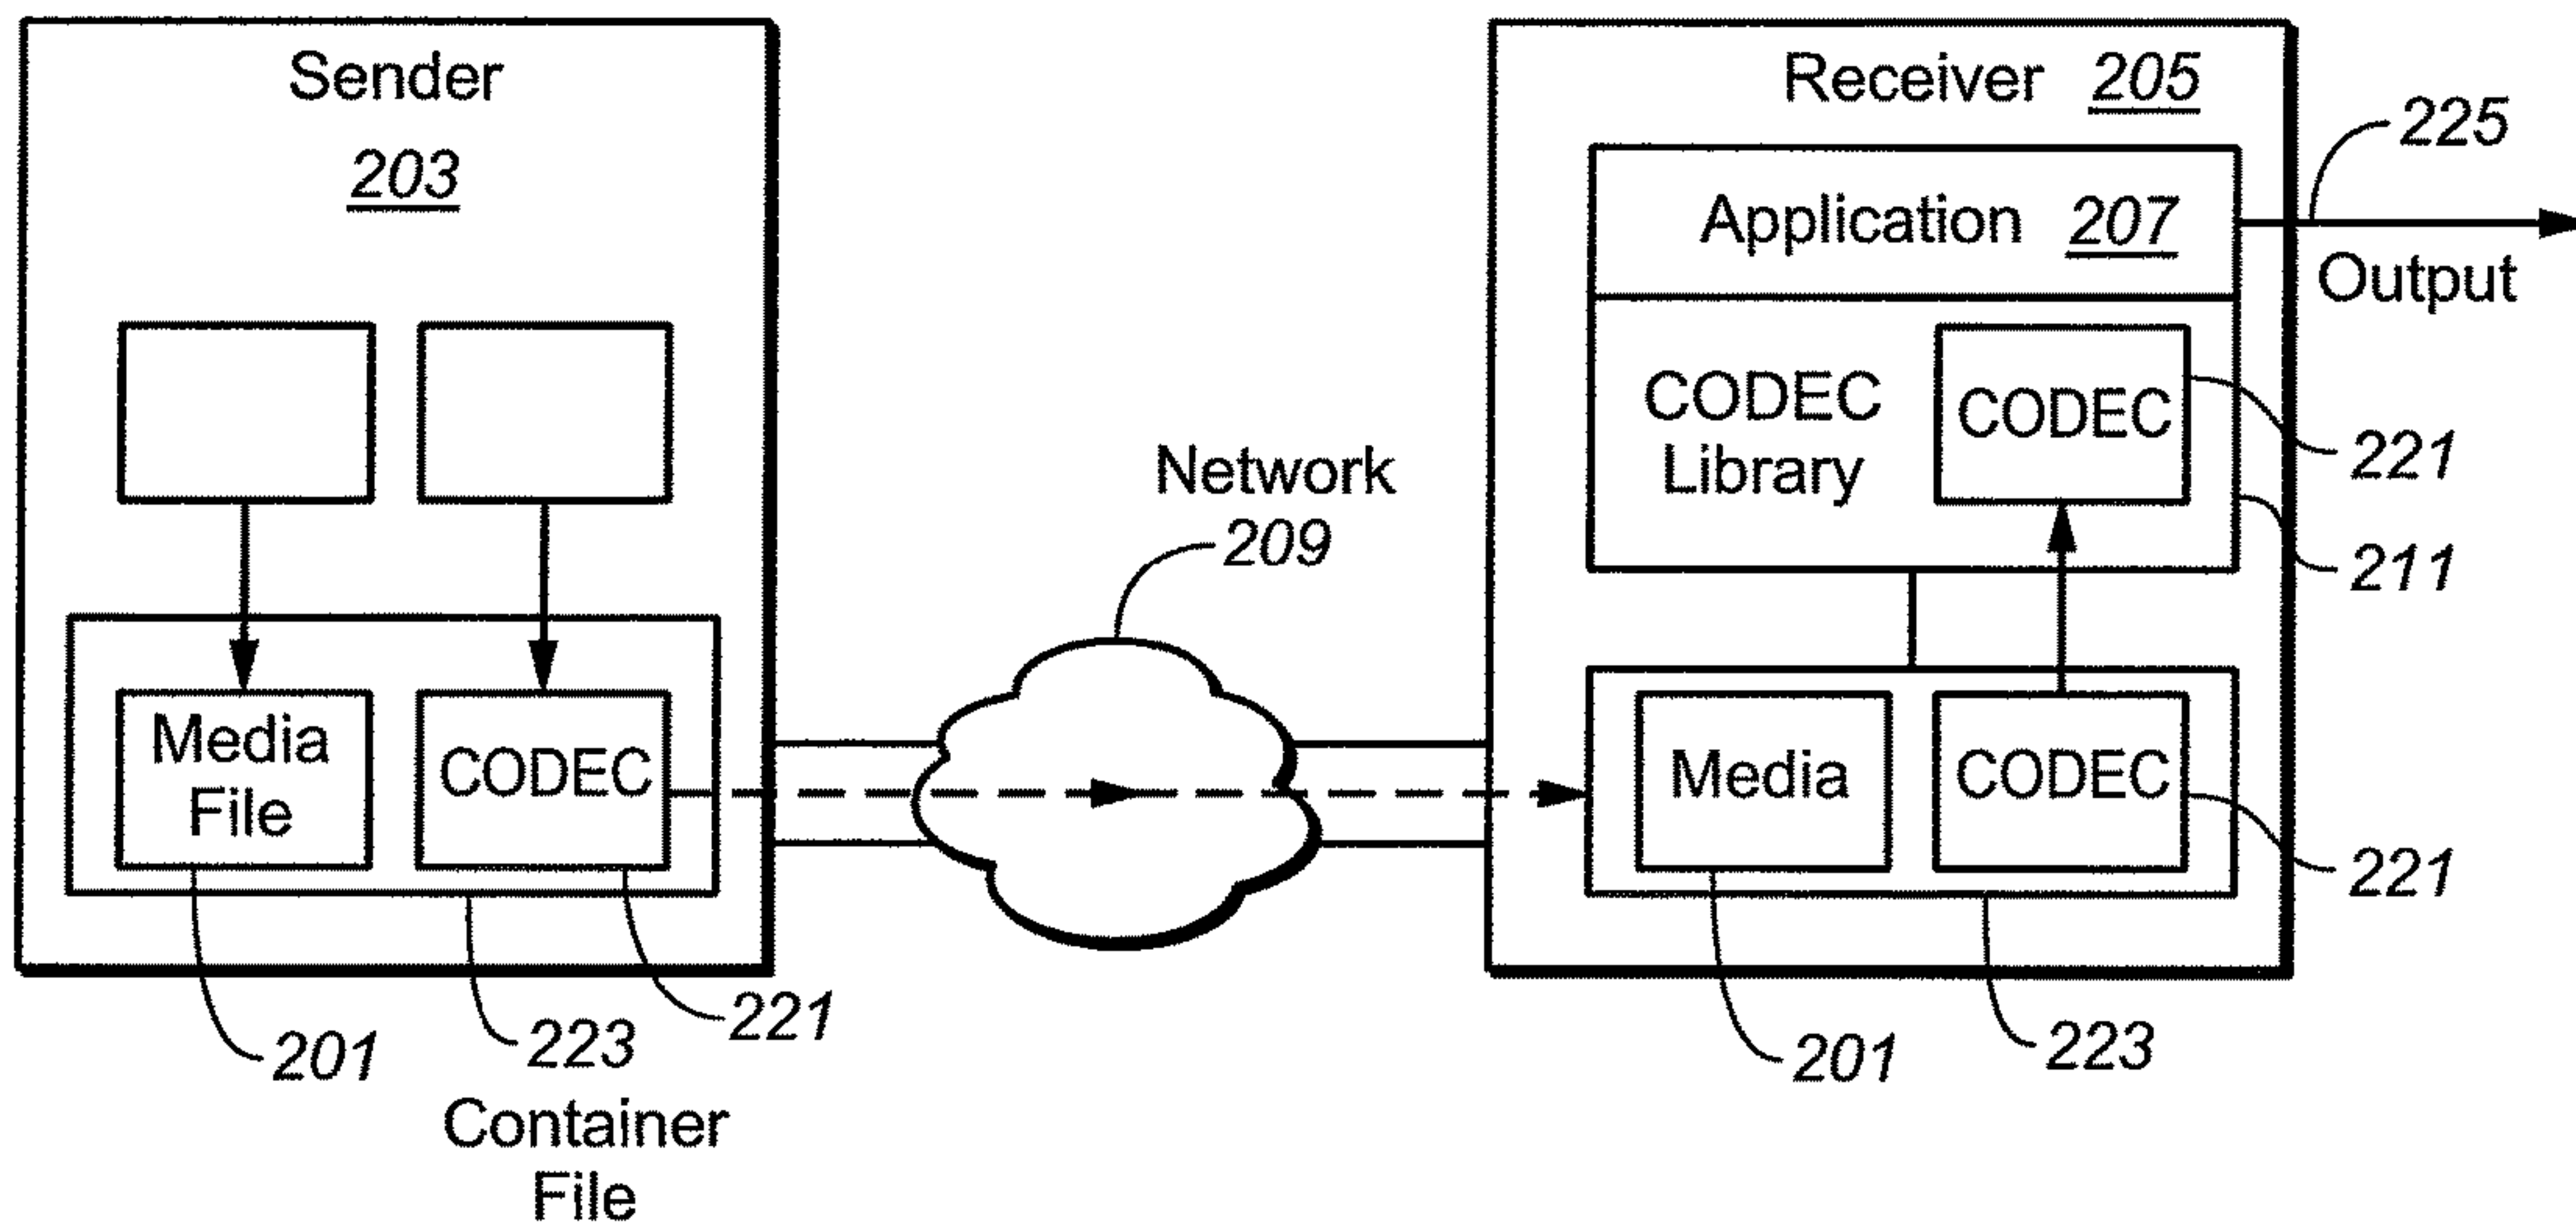 Sender
203
Media
File
CODEC
201
223
221
Container
File
Network
209
Receiver 205
Application 207
225
Output
CODEC
Library
CODEC
221
211
Media
CODEC
221
201
223